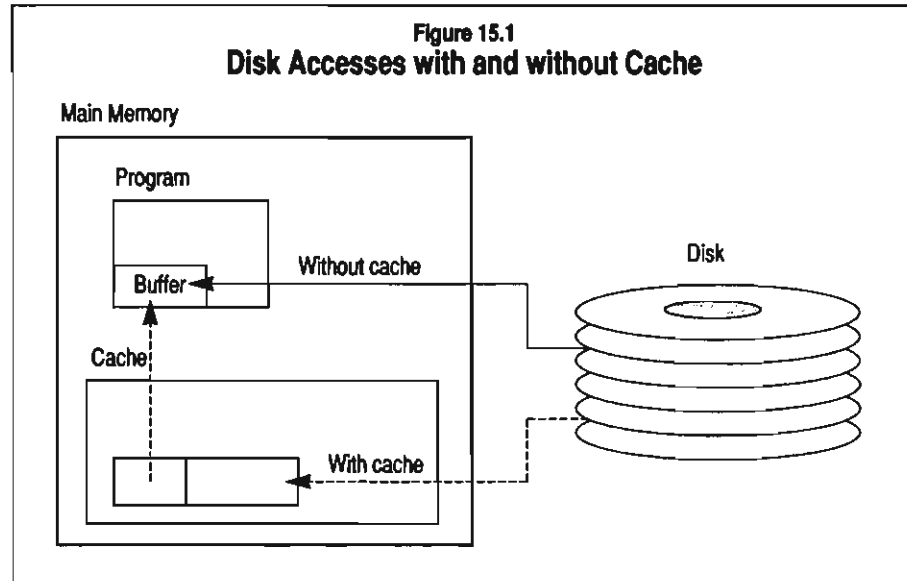 Figure 15.1
Disk Accesses with and without Cache
Main Memory
Program
Disk
Without cache
Buffer
Cache
With cache